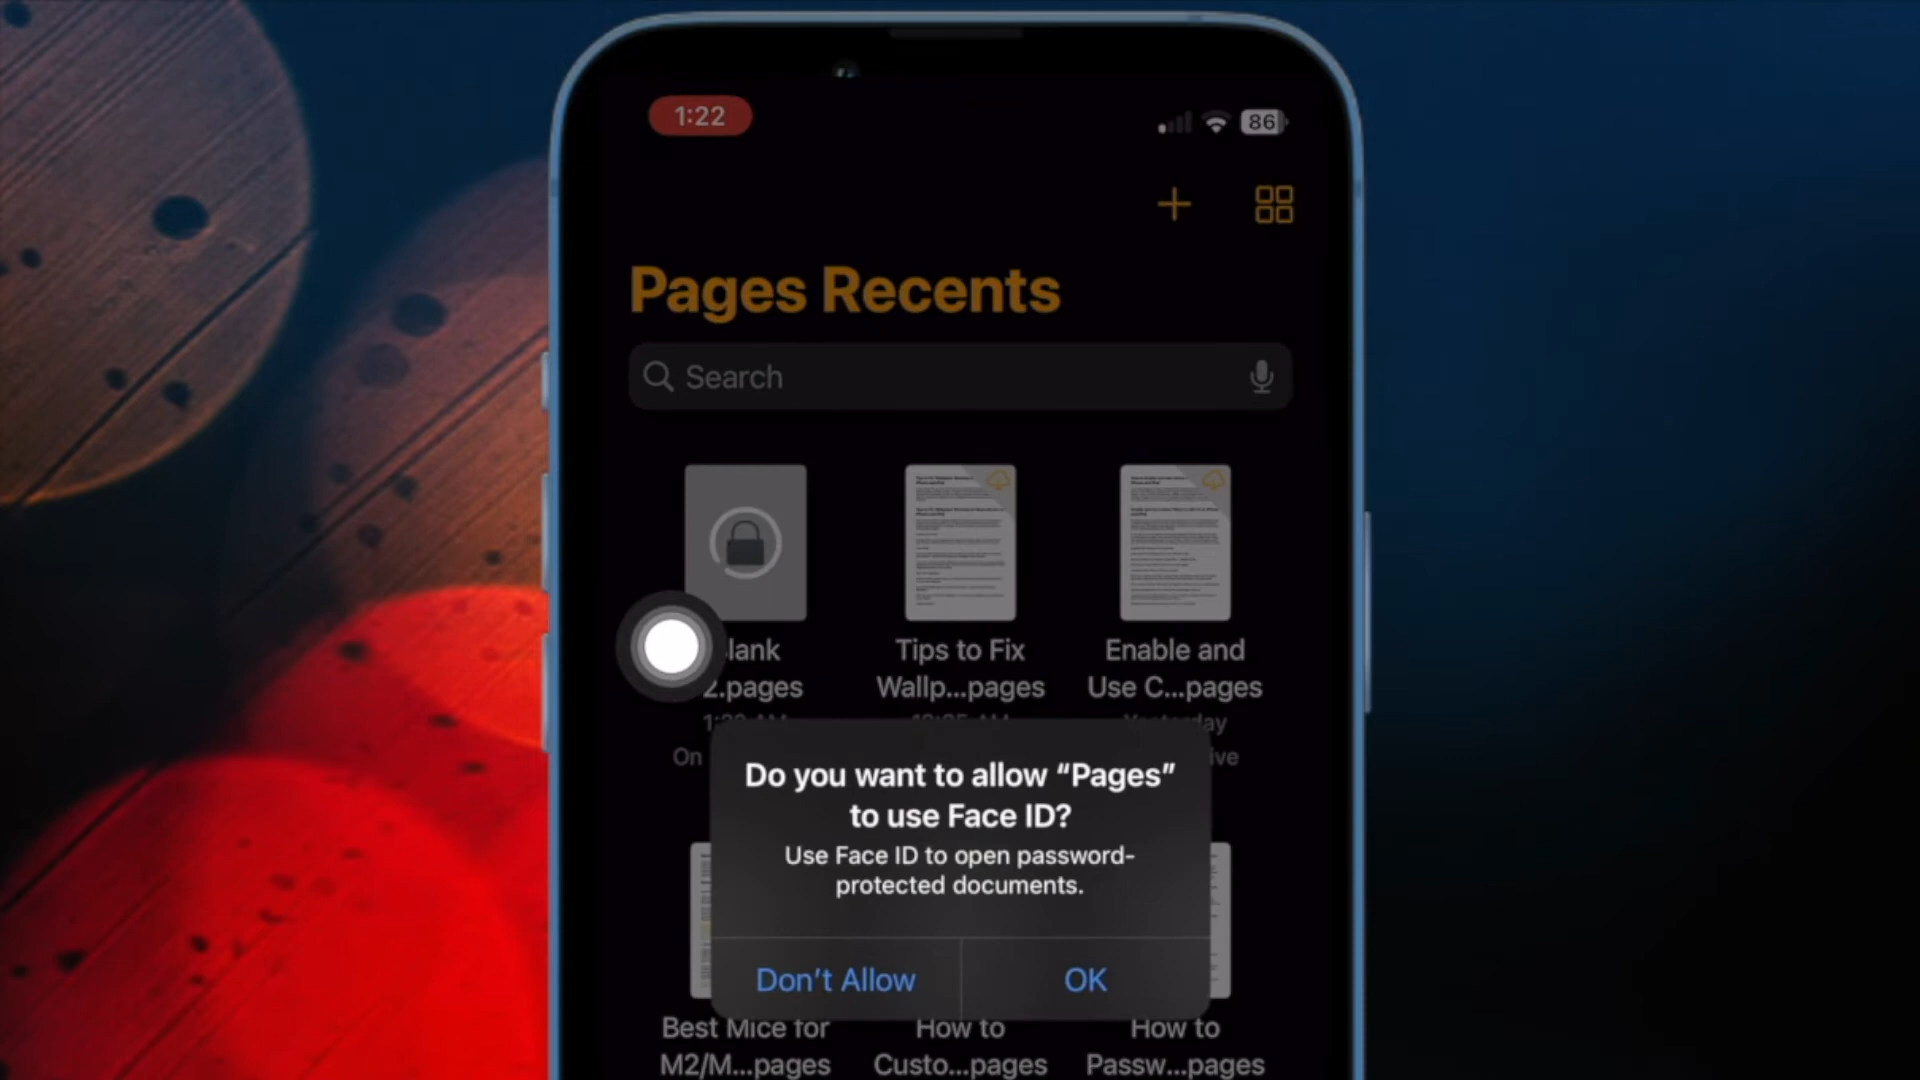 1:22
86
Pages Recents
Search
lank
2.pages
Tips to Fix
Wallp...pages
Enable and
Use C...pages
On
Do you want to allow “Pages”
to use Face ID?
Use Face ID to open password-
protected documents.
Don’t Allow
OK
Best Mice for
M2/M...pages
How to
Custo...pages
How to
Passw...pages